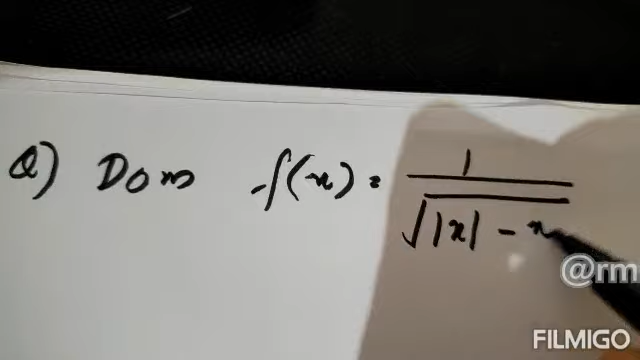 Q) Dom f(x) = 1/√(|x| - x
@rm
FILMIGO